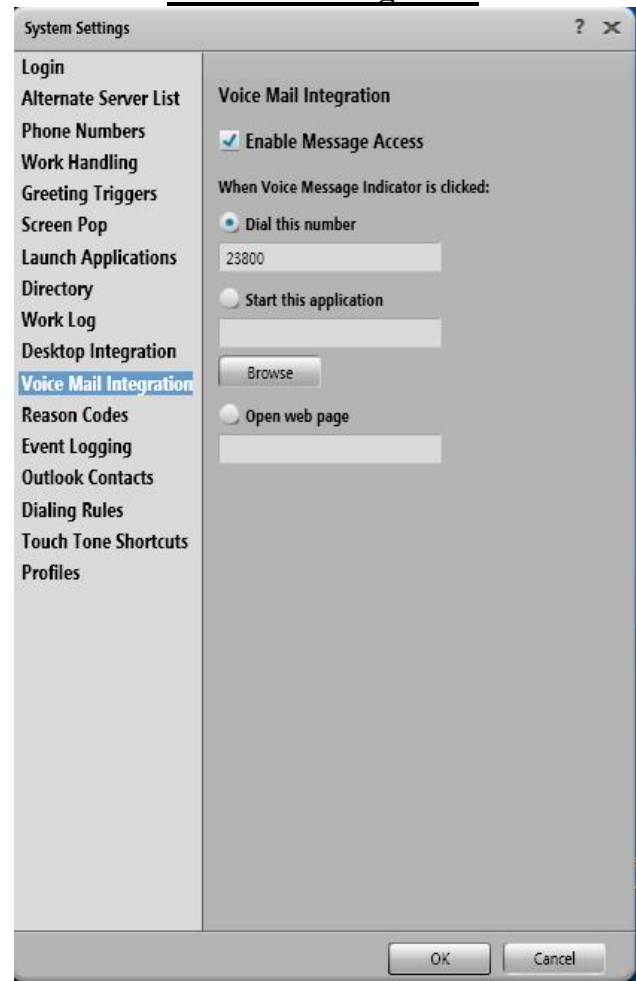 System Settings ? ×
Login
Alternate Server List
Phone Numbers
Work Handling
Greeting Triggers
Screen Pop
Launch Applications
Directory
Work Log
Desktop Integration
Voice Mail Integration
Reason Codes
Event Logging
Outlook Contacts
Dialing Rules
Touch Tone Shortcuts
Profiles
Voice Mail Integration
Enable Message Access
When Voice Message Indicator is clicked:
Dial this number
23800
Start this application
Browse
Open web page
OK Cancel